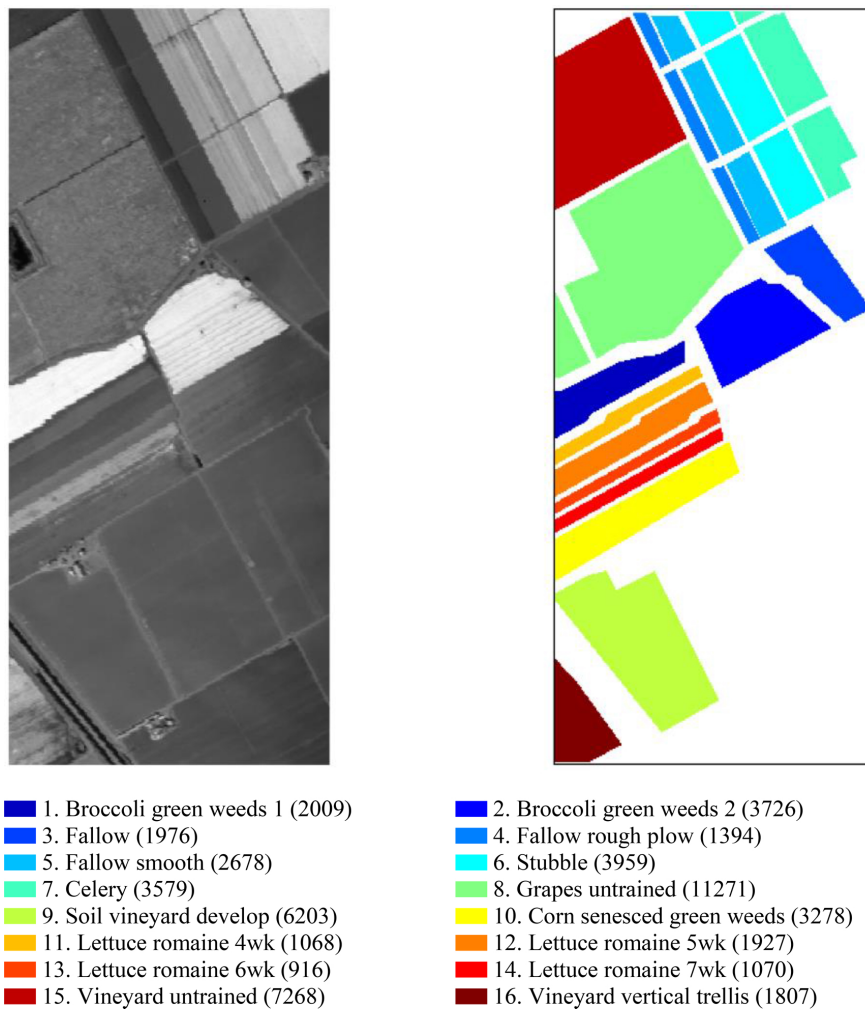 1. Broccoli green weeds 1 (2009)
2. Broccoli green weeds 2 (3726)
3. Fallow (1976)
4. Fallow rough plow (1394)
5. Fallow smooth (2678)
6. Stubble (3959)
7. Celery (3579)
8. Grapes untrained (11271)
9. Soil vineyard develop (6203)
10. Corn senesced green weeds (3278)
11. Lettuce romaine 4wk (1068)
12. Lettuce romaine 5wk (1927)
13. Lettuce romaine 6wk (916)
14. Lettuce romaine 7wk (1070)
15. Vineyard untrained (7268)
16. Vineyard vertical trellis (1807)